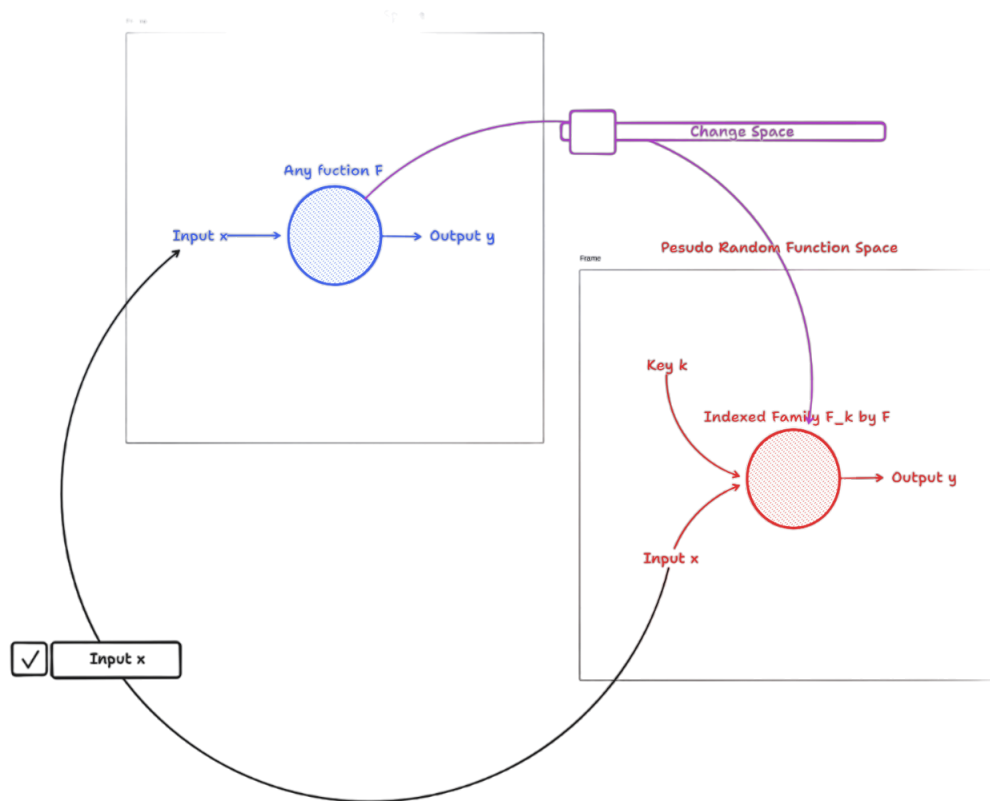 Change Space
Any fuction F
Input x
Output y
Pesudo Random Function Space
Frame
Key k
Indexed Family F_k by F
Output y
Input x
Input x